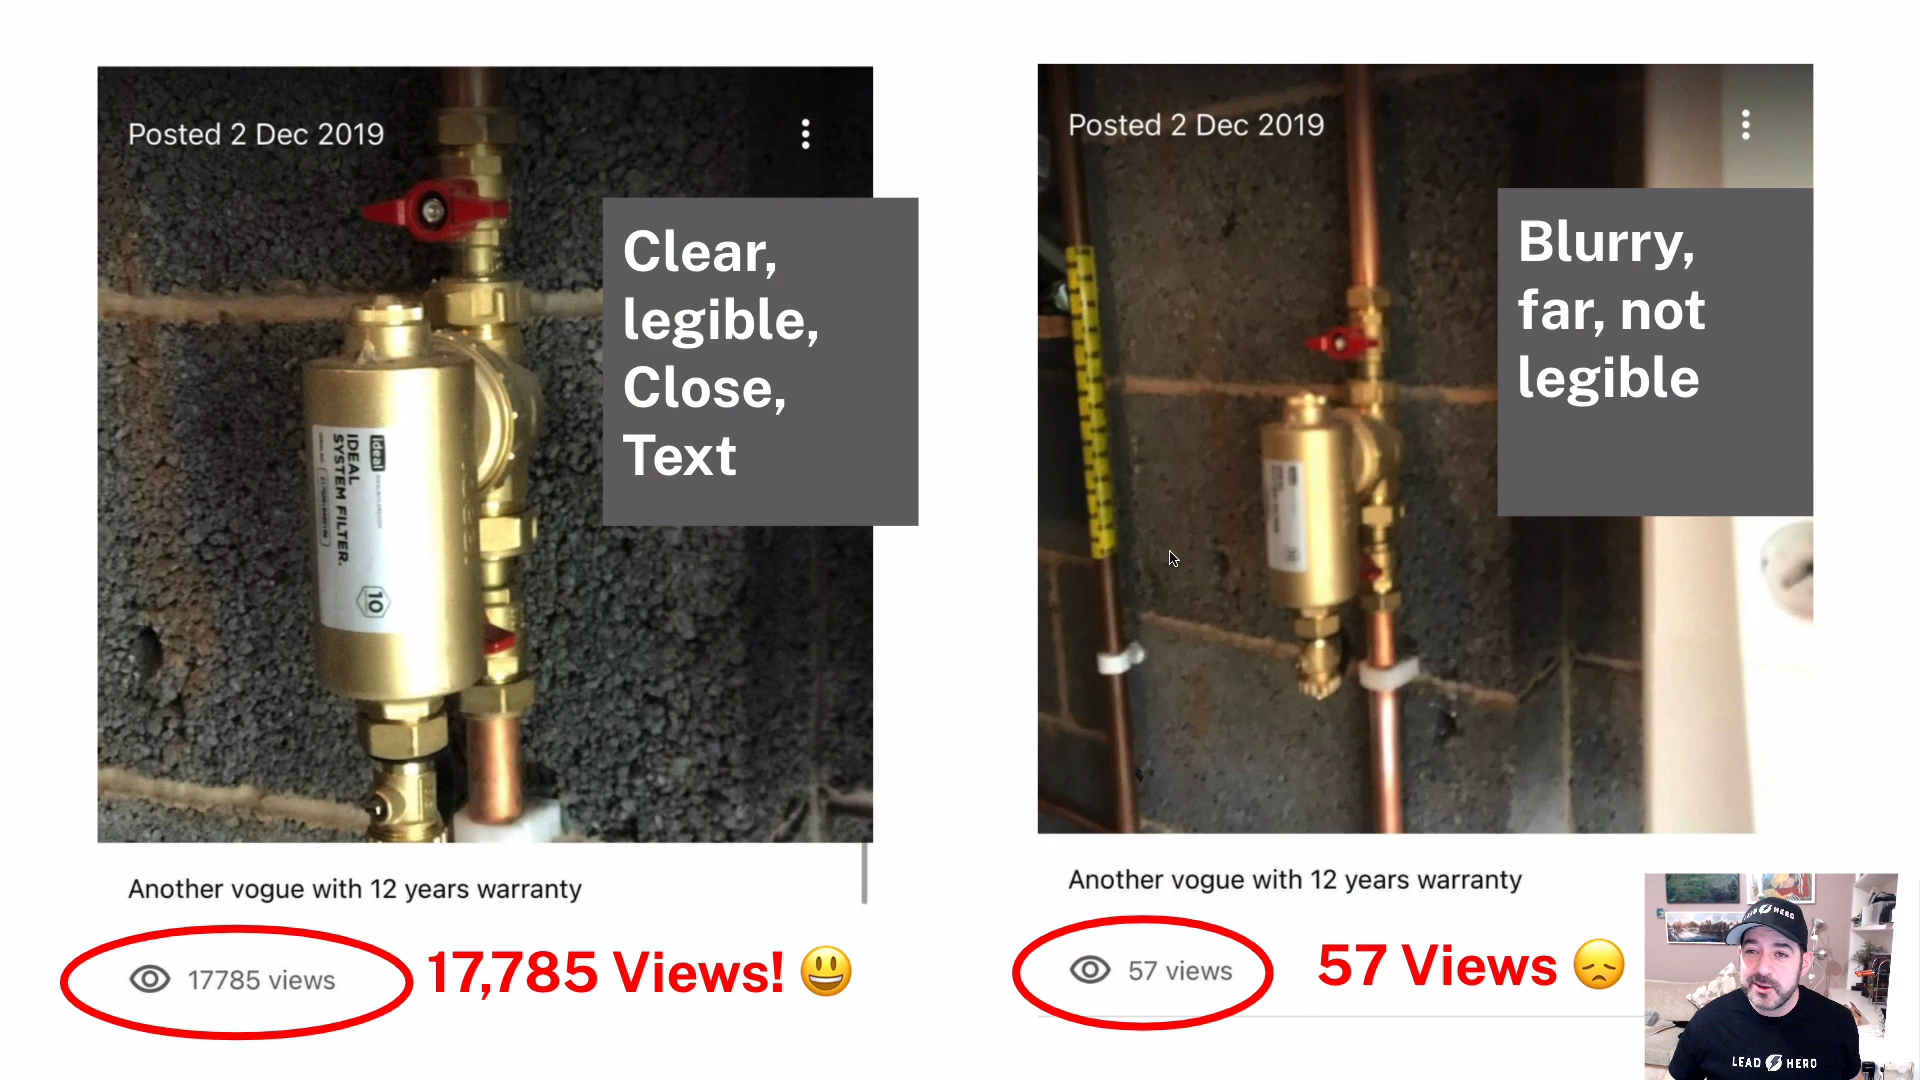 Posted 2 Dec 2019
Clear,
legible,
Close,
Text
ideal
IDEAL
SYSTEM FILTER.
10
Another vogue with 12 years warranty
17785 views
17,785 Views! 😃
Posted 2 Dec 2019
Blurry,
far, not
legible
Another vogue with 12 years warranty
57 views
57 Views 😞
LEAD HERO
LEAD HERO